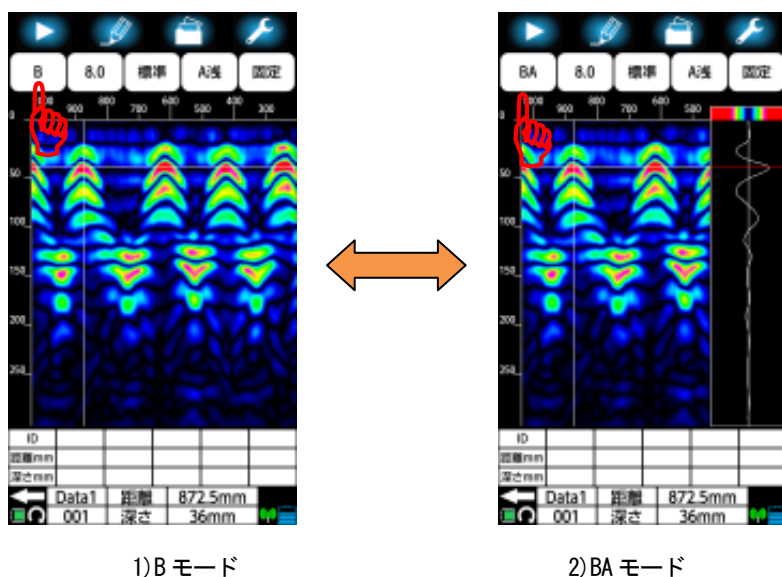 B 8.0 標準 A浅 固定
900 800 700 600 500 400 300
0
50
100
150
200
250
ID
距離mm
深さmm
Data1 距離 872.5mm
001 深さ 36mm
1)B モード
BA 8.0 標準 A浅 固定
900 800 700 600 500
0
50
100
150
200
250
ID
距離mm
深さmm
Data1 距離 872.5mm
001 深さ 36mm
2)BA モード